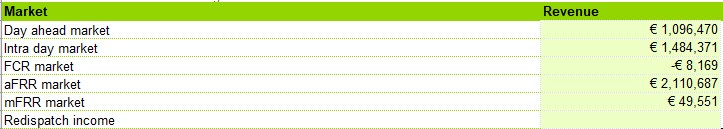 Market Revenue
Day ahead market € 1,096,470
Intra day market € 1,484,371
FCR market -€ 8,169
aFRR market € 2,110,687
mFRR market € 49,551
Redispatch income